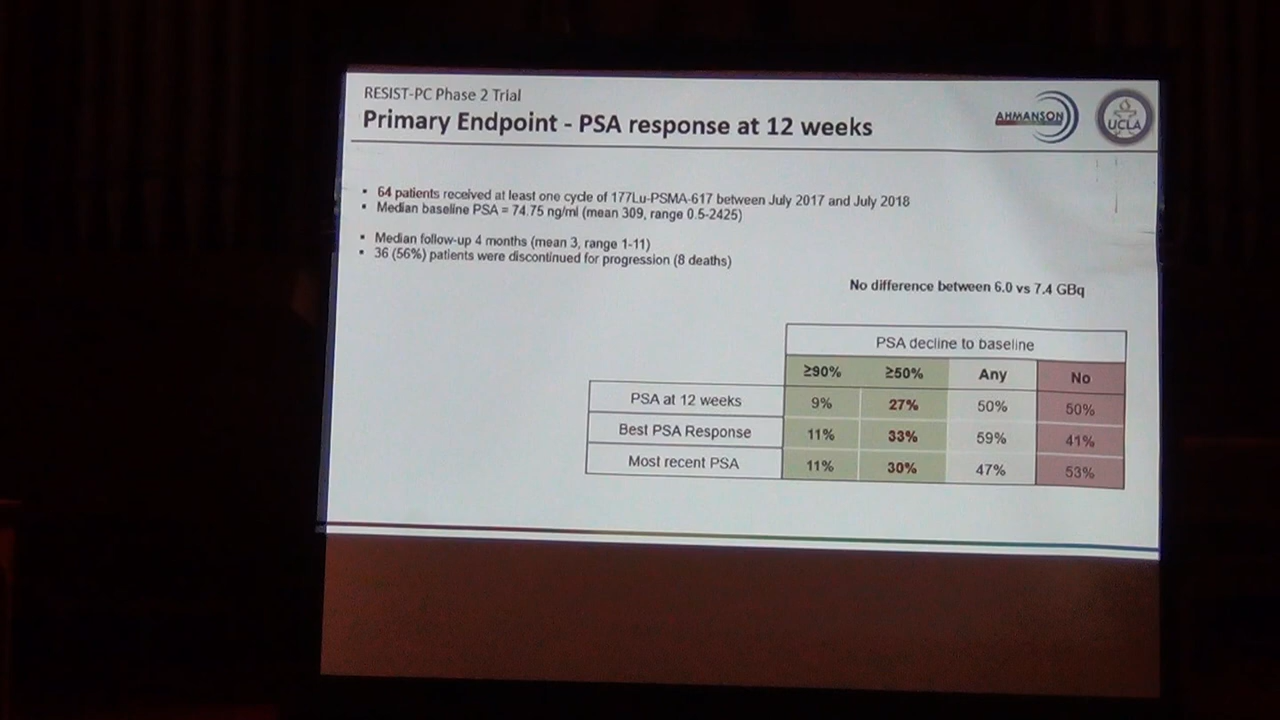 RESIST-PC Phase 2 Trial
Primary Endpoint - PSA response at 12 weeks
AHMANSON
UCLA
▪ 64 patients received at least one cycle of 177Lu-PSMA-617 between July 2017 and July 2018
▪ Median baseline PSA = 74.75 ng/ml (mean 309, range 0.5-2425)
▪ Median follow-up 4 months (mean 3, range 1-11)
▪ 36 (56%) patients were discontinued for progression (8 deaths)
No difference between 6.0 vs 7.4 GBq
PSA decline to baseline
≥90% ≥50% Any No
PSA at 12 weeks 9% 27% 50% 50%
Best PSA Response 11% 33% 59% 41%
Most recent PSA 11% 30% 47% 53%